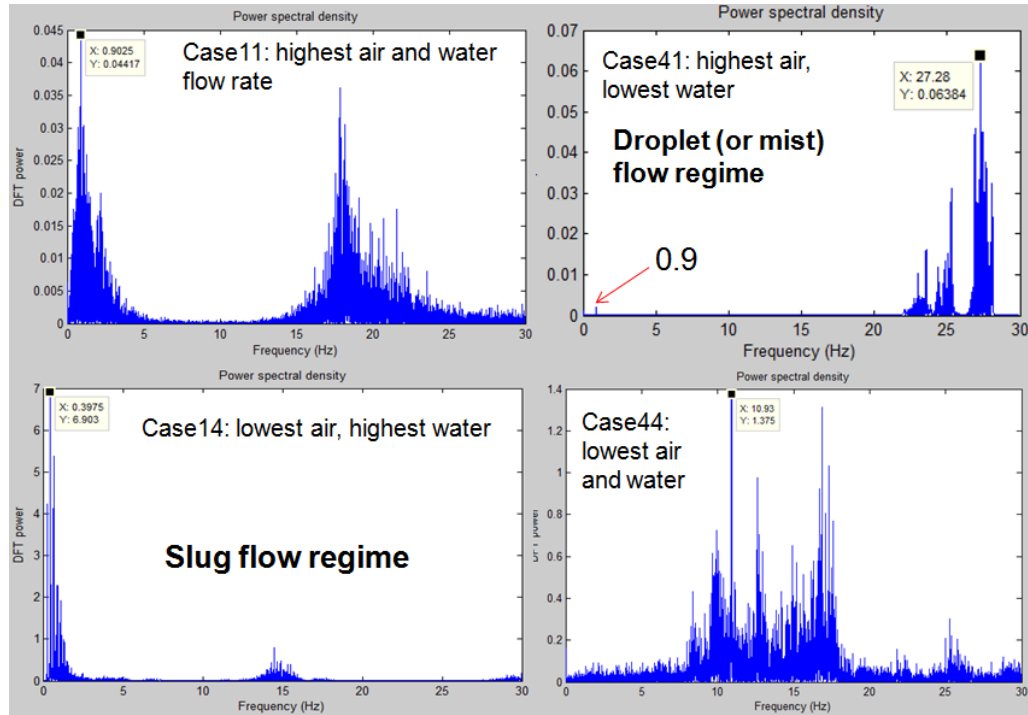 Power spectral density
0.045
0.04
0.035
0.03
0.025
0.02
0.015
0.01
0.005
0
DFT power
X: 0.9025
Y: 0.04417
Case11: highest air and water
flow rate
0 5 10 15 20 25 30
Frequency (Hz)
Power spectral density
0.07
0.06
0.05
0.04
0.03
0.02
0.01
0
Case41: highest air,
lowest water
X: 27.28
Y: 0.06384
Droplet (or mist)
flow regime
0.9
0 5 10 15 20 25 30
Frequency (Hz)
Power spectral density
7
6
5
4
3
2
1
0
DFT power
X: 0.3975
Y: 6.903
Case14: lowest air, highest water
Slug flow regime
0 5 10 15 20 25 30
Frequency (Hz)
Power spectral density
1.4
1.2
1
0.8
0.6
0.4
0.2
0
DFT power
X: 10.93
Y: 1.375
Case44:
lowest air
and water
0 5 10 15 20 25 30
Frequency (Hz)